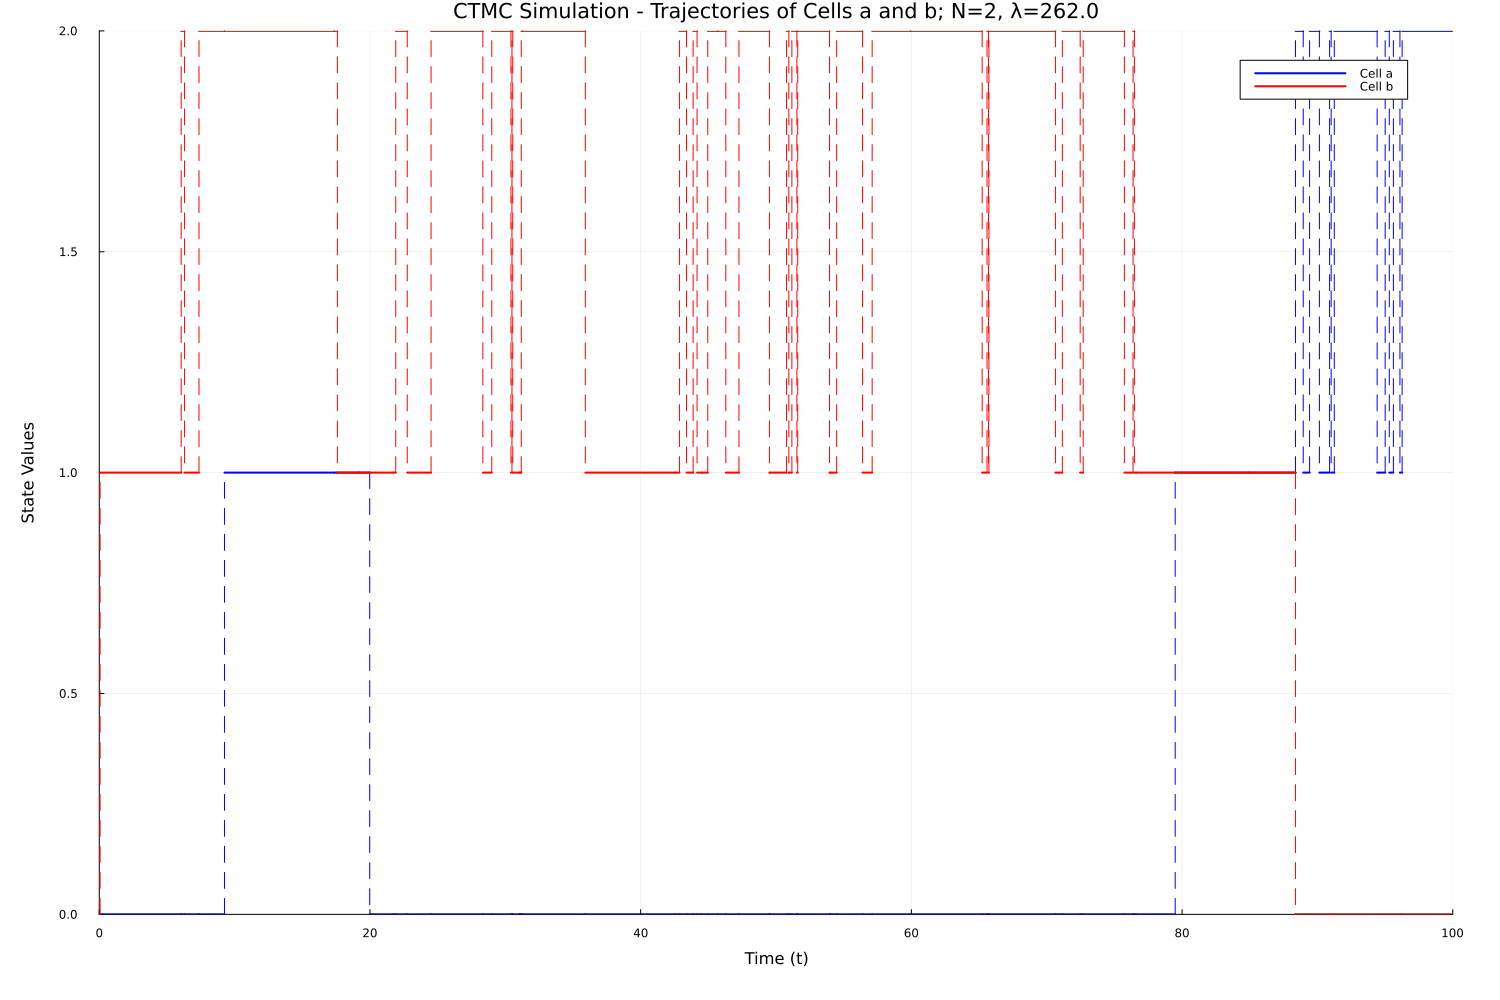 CTMC Simulation - Trajectories of Cells a and b; N=2, λ=262.0
2.0
Cell a
Cell b
1.5
1.0
State Values
0.5
0.0
0 20 40 60 80 100
Time (t)